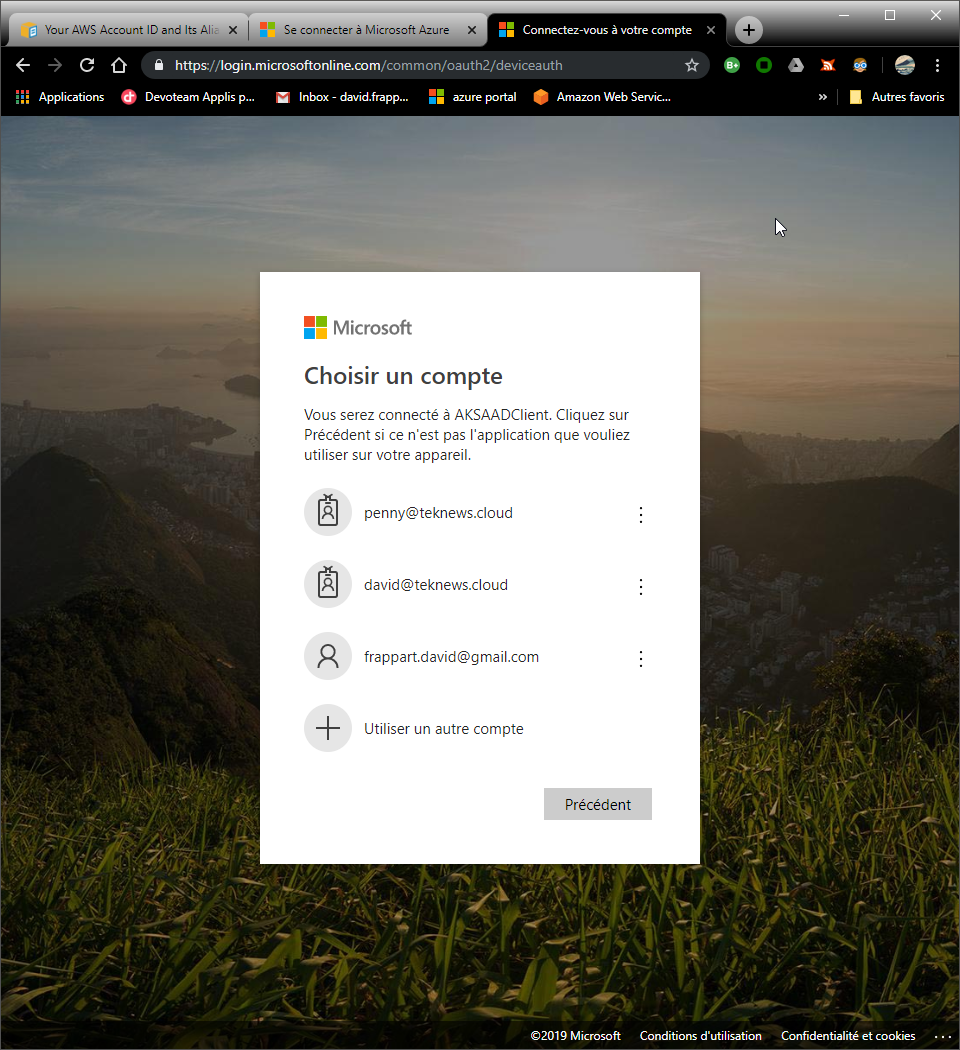 Your AWS Account ID and Its Alia
Se connecter à Microsoft Azure
Connectez-vous à votre compte
https://login.microsoftonline.com/common/oauth2/deviceauth
B+
Applications
Devoteam Applis p...
Inbox - david.frapp...
azure portal
Amazon Web Servic...
»
Autres favoris
Microsoft
Choisir un compte
Vous serez connecté à AKSAADClient. Cliquez sur
Précédent si ce n'est pas l'application que vouliez
utiliser sur votre appareil.
penny@teknews.cloud
david@teknews.cloud
frappart.david@gmail.com
Utiliser un autre compte
Précédent
©2019 Microsoft
Conditions d'utilisation
Confidentialité et cookies
...